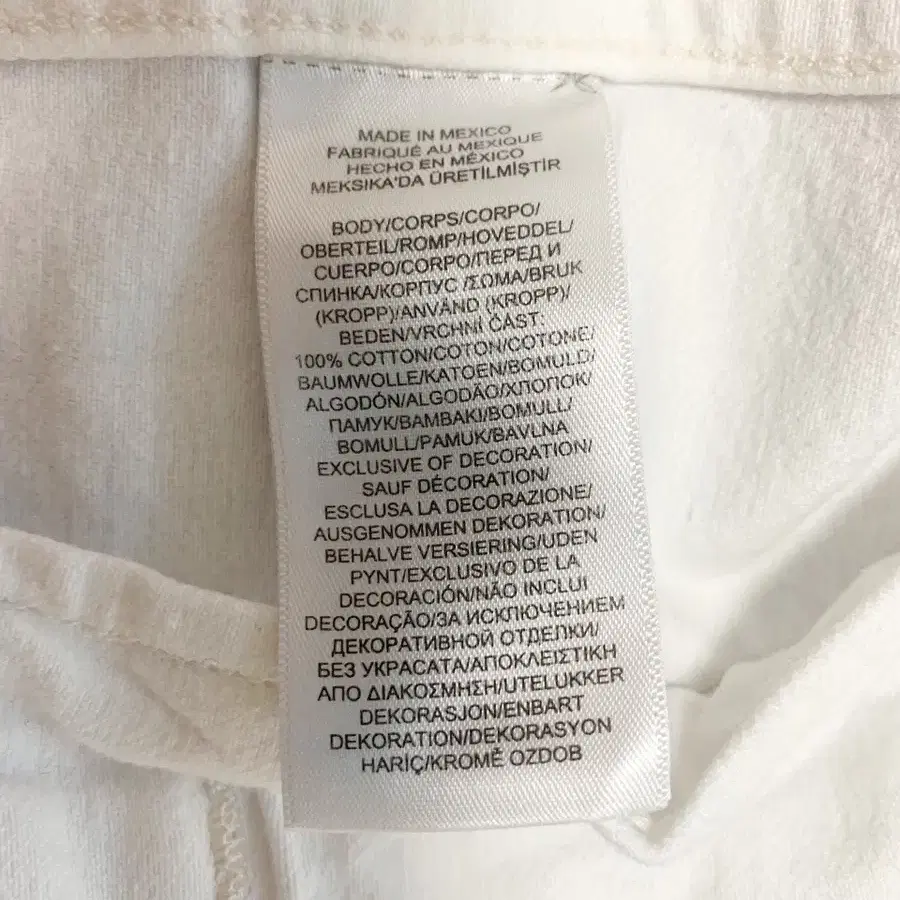 MADE IN MEXICO
FABRIQUÉ AU MEXIQUE
HECHO EN MÉXICO
MEKSIKA'DA ÜRETİLMİŞTİR
BODY/CORPS/CORPO/
OBERTEIL/ROMP/HOVEDDEL/
CUERPO/CORPO/ПЕРЕД И
СПИНКА/КОРПУС /ΣΩΜΑ/BRUK
(KROPP)/ANVÄND (KROPP)/
BEDEN/VRCHNÍ ČÁST:
100% COTTON/COTON/COTONE/
BAUMWOLLE/KATOEN/BOMULD/
ALGODÓN/ALGODÃO/ХЛОПОК/
ПАМУК/ΒΑΜΒΑΚΙ/BOMULL/
BOMULL/PAMUK/BAVLNA
EXCLUSIVE OF DECORATION/
SAUF DÉCORATION/
ESCLUSA LA DECORAZIONE/
AUSGENOMMEN DEKORATION/
BEHALVE VERSIERING/UDEN
PYNT/EXCLUSIVO DE LA
DECORACIÓN/NÃO INCLUI
DECORAÇÃO/ЗА ИСКЛЮЧЕНИЕМ
ДЕКОРАТИВНОЙ ОТДЕЛКИ/
БЕЗ УКРАСАТА/ΑΠΟΚΛΕΙΣΤΙΚΗ
ΑΠΟ ΔΙΑΚΟΣΜΗΣΗ/UTELUKKER
DEKORASJON/ENBART
DEKORATION/DEKORASYON
HARİÇ/KROMĚ OZDOB